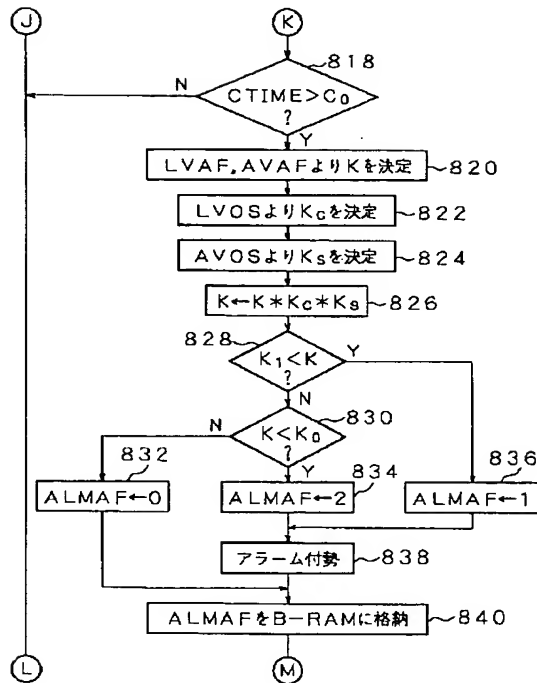 J
K
818
N
CTIME>C₀
?
Y
LVAF,AVAFよりKを決定
820
LVOSよりKcを決定
822
AVOSよりKsを決定
824
K←K*Kc*Ks
826
828
K₁<K
?
Y
N
830
N
K<K₀
?
Y
832
834
836
ALMAF←0
ALMAF←2
ALMAF←1
アラーム付勢
838
ALMAFをB-RAMに格納
840
L
M